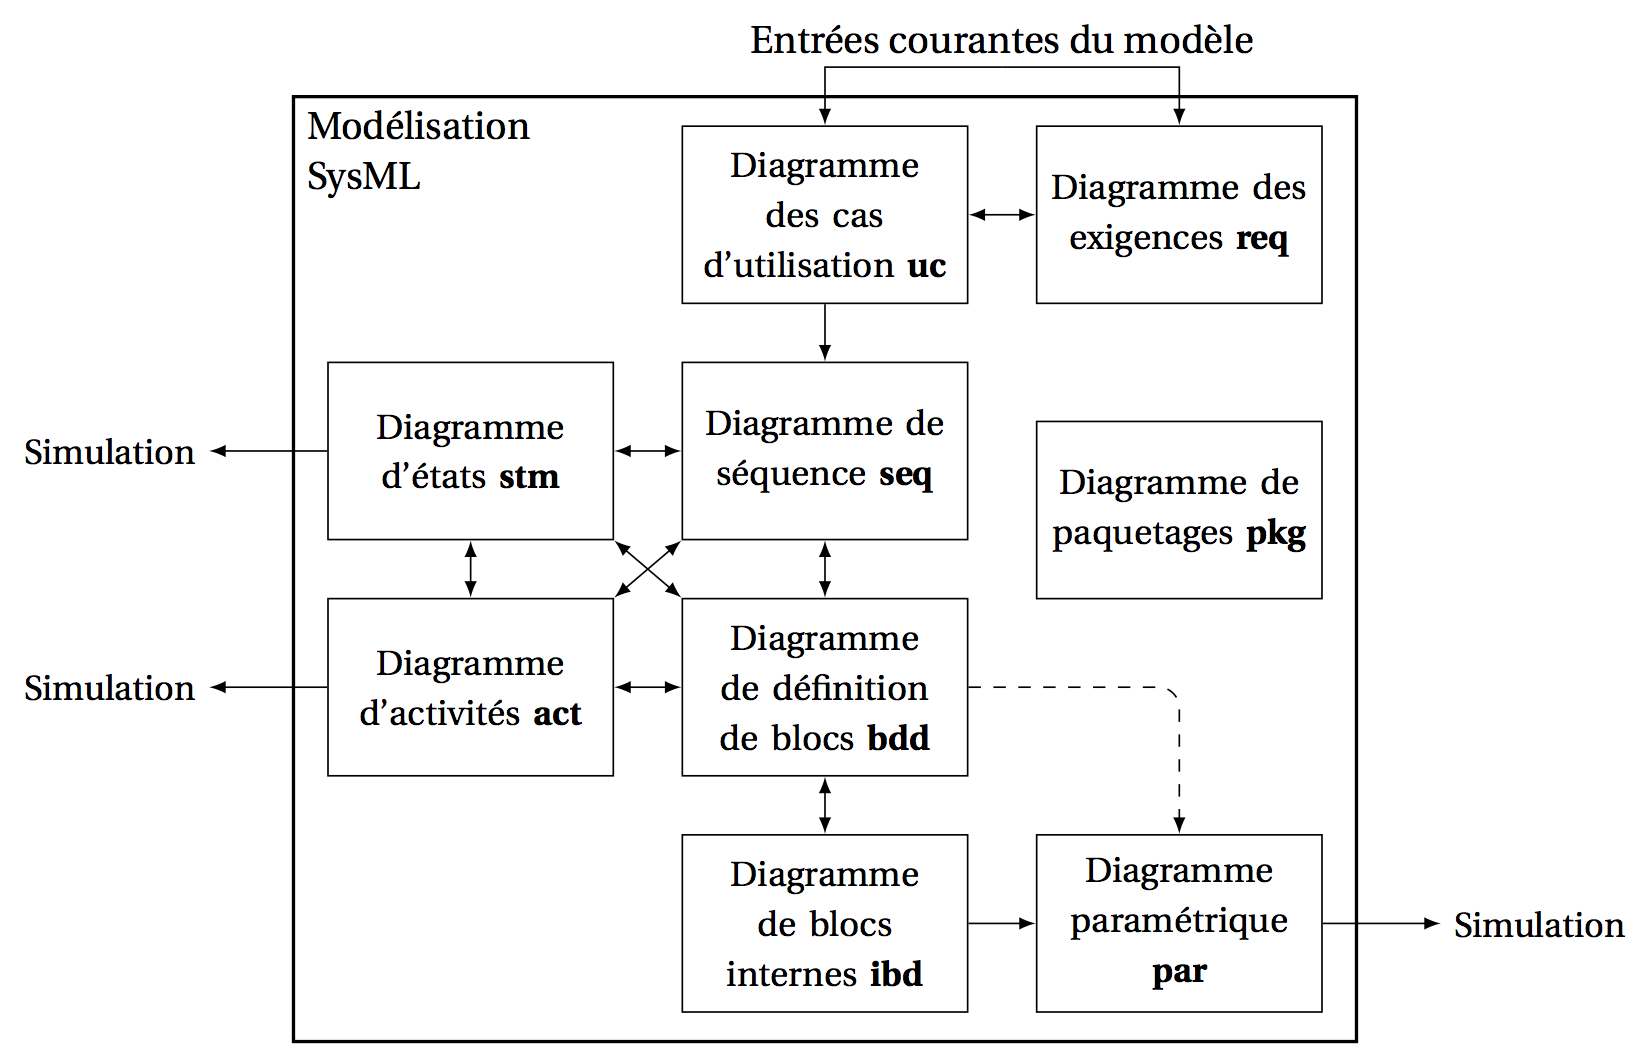 Entrées courantes du modèle
Modélisation
SysML
Diagramme
des cas
d'utilisation uc
Diagramme des
exigences req
Simulation
Diagramme
d'états stm
Diagramme de
séquence seq
Diagramme de
paquetages pkg
Simulation
Diagramme
d'activités act
Diagramme
de définition
de blocs bdd
Diagramme
de blocs
internes ibd
Diagramme
paramétrique
par
Simulation